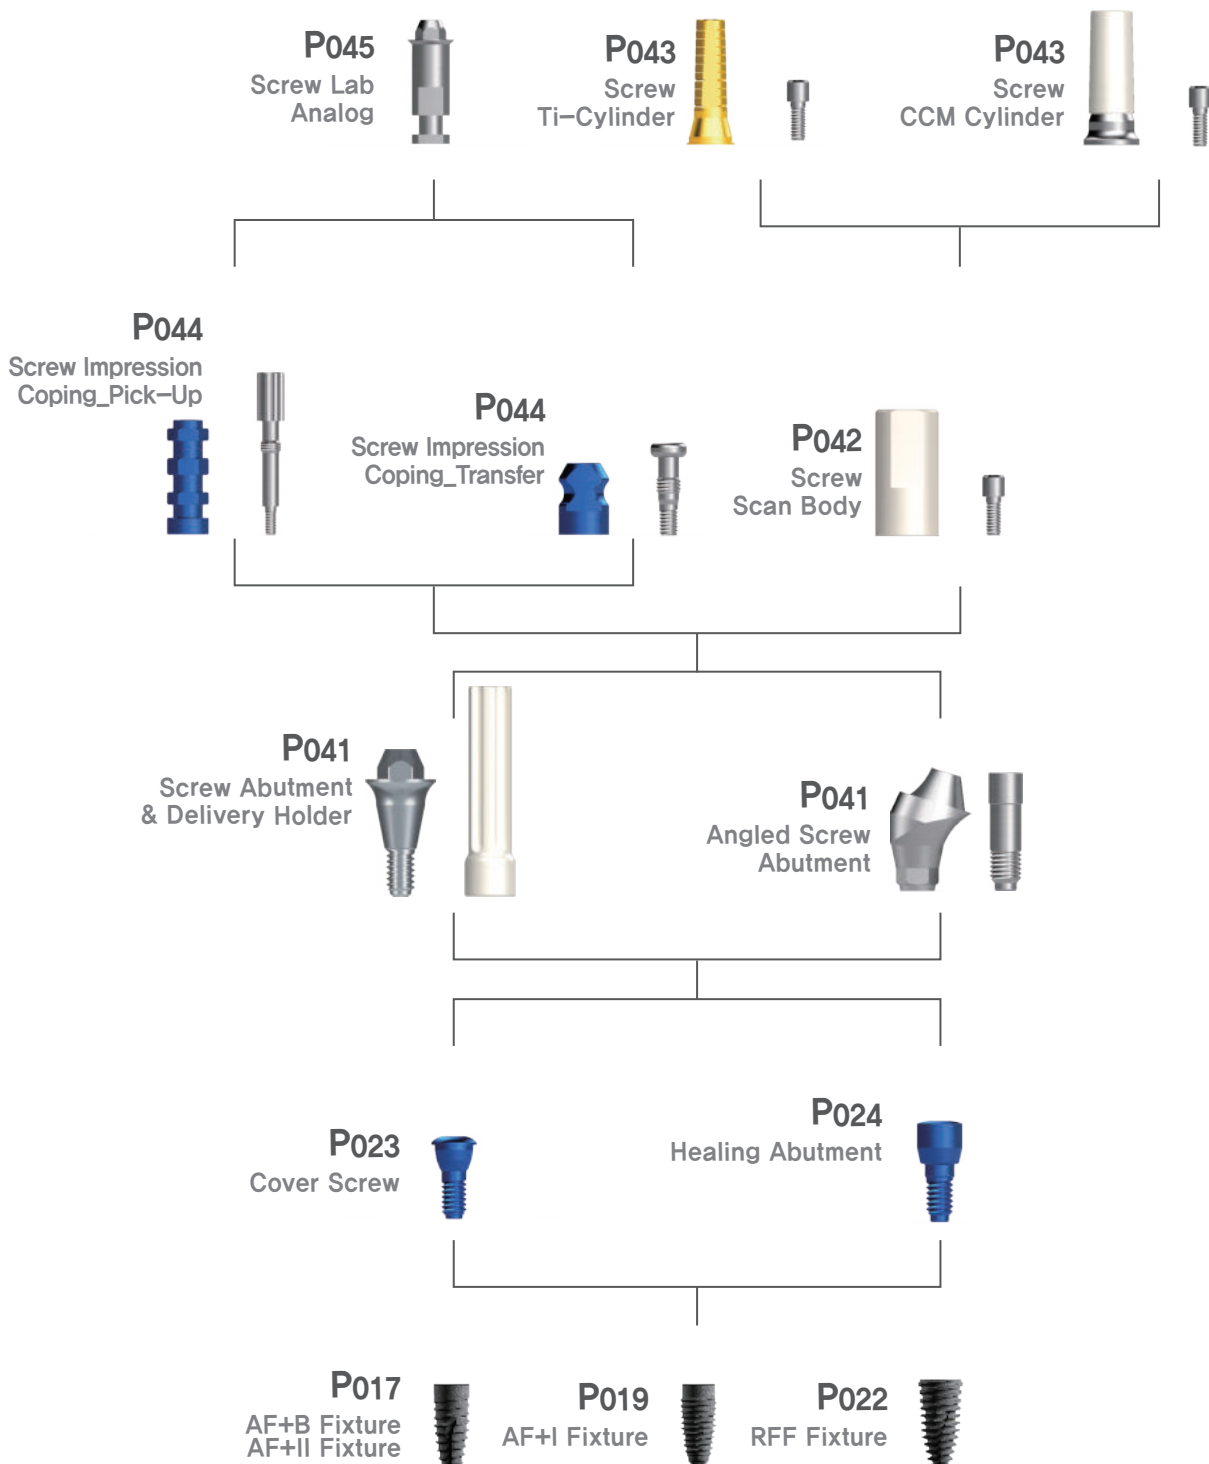 P045
Screw Lab
Analog
P043
Screw
Ti-Cylinder
P043
Screw
CCM Cylinder
P044
Screw Impression
Coping_Pick-Up
P044
Screw Impression
Coping_Transfer
P042
Screw
Scan Body
P041
Screw Abutment
& Delivery Holder
P041
Angled Screw
Abutment
P023
Cover Screw
P024
Healing Abutment
P017
AF+B Fixture
AF+II Fixture
P019
AF+I Fixture
P022
RFF Fixture